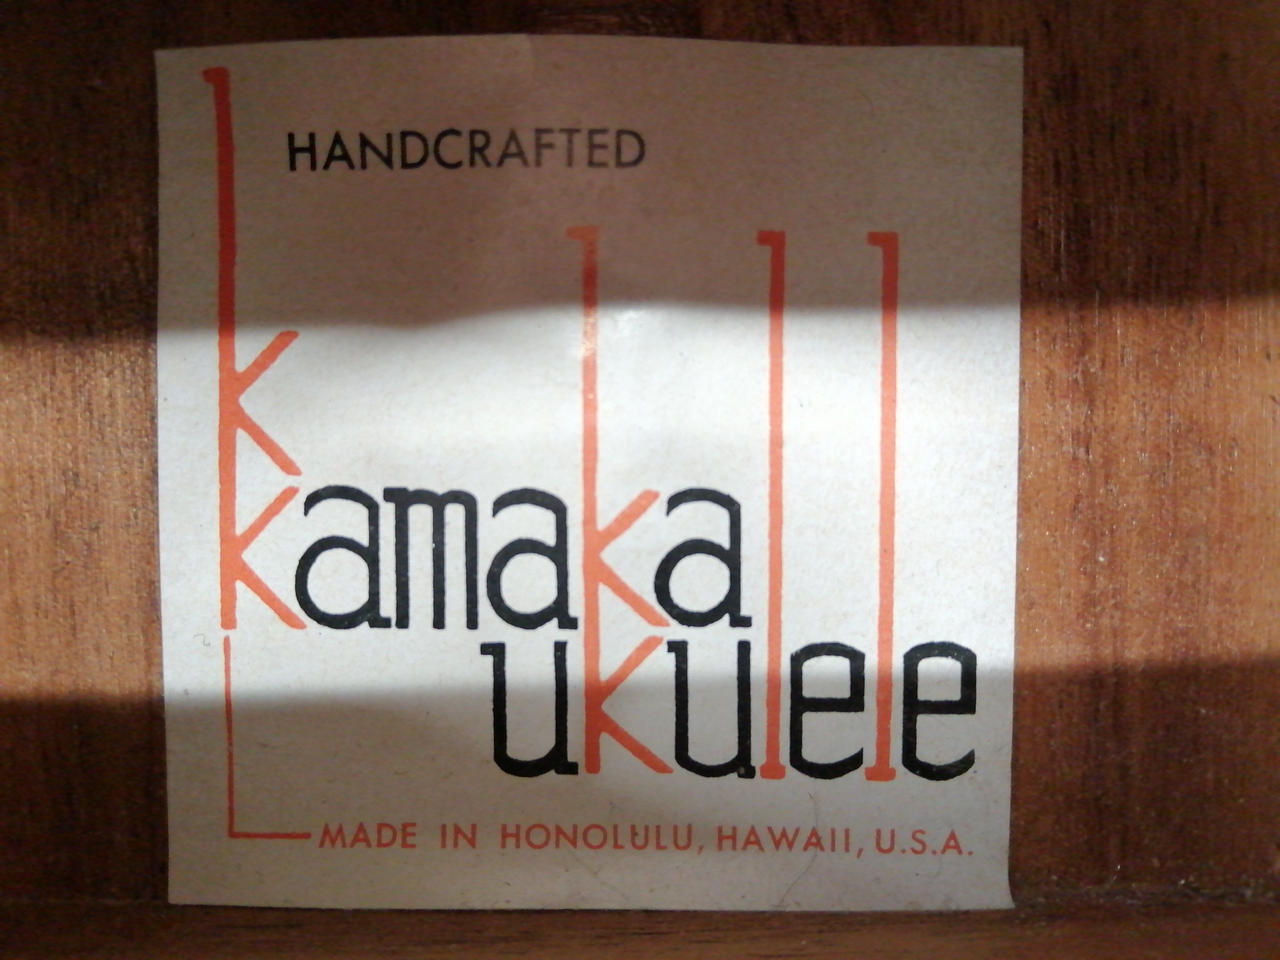 HANDCRAFTED
kamaka
ukulele
MADE IN HONOLULU, HAWAII, U.S.A.